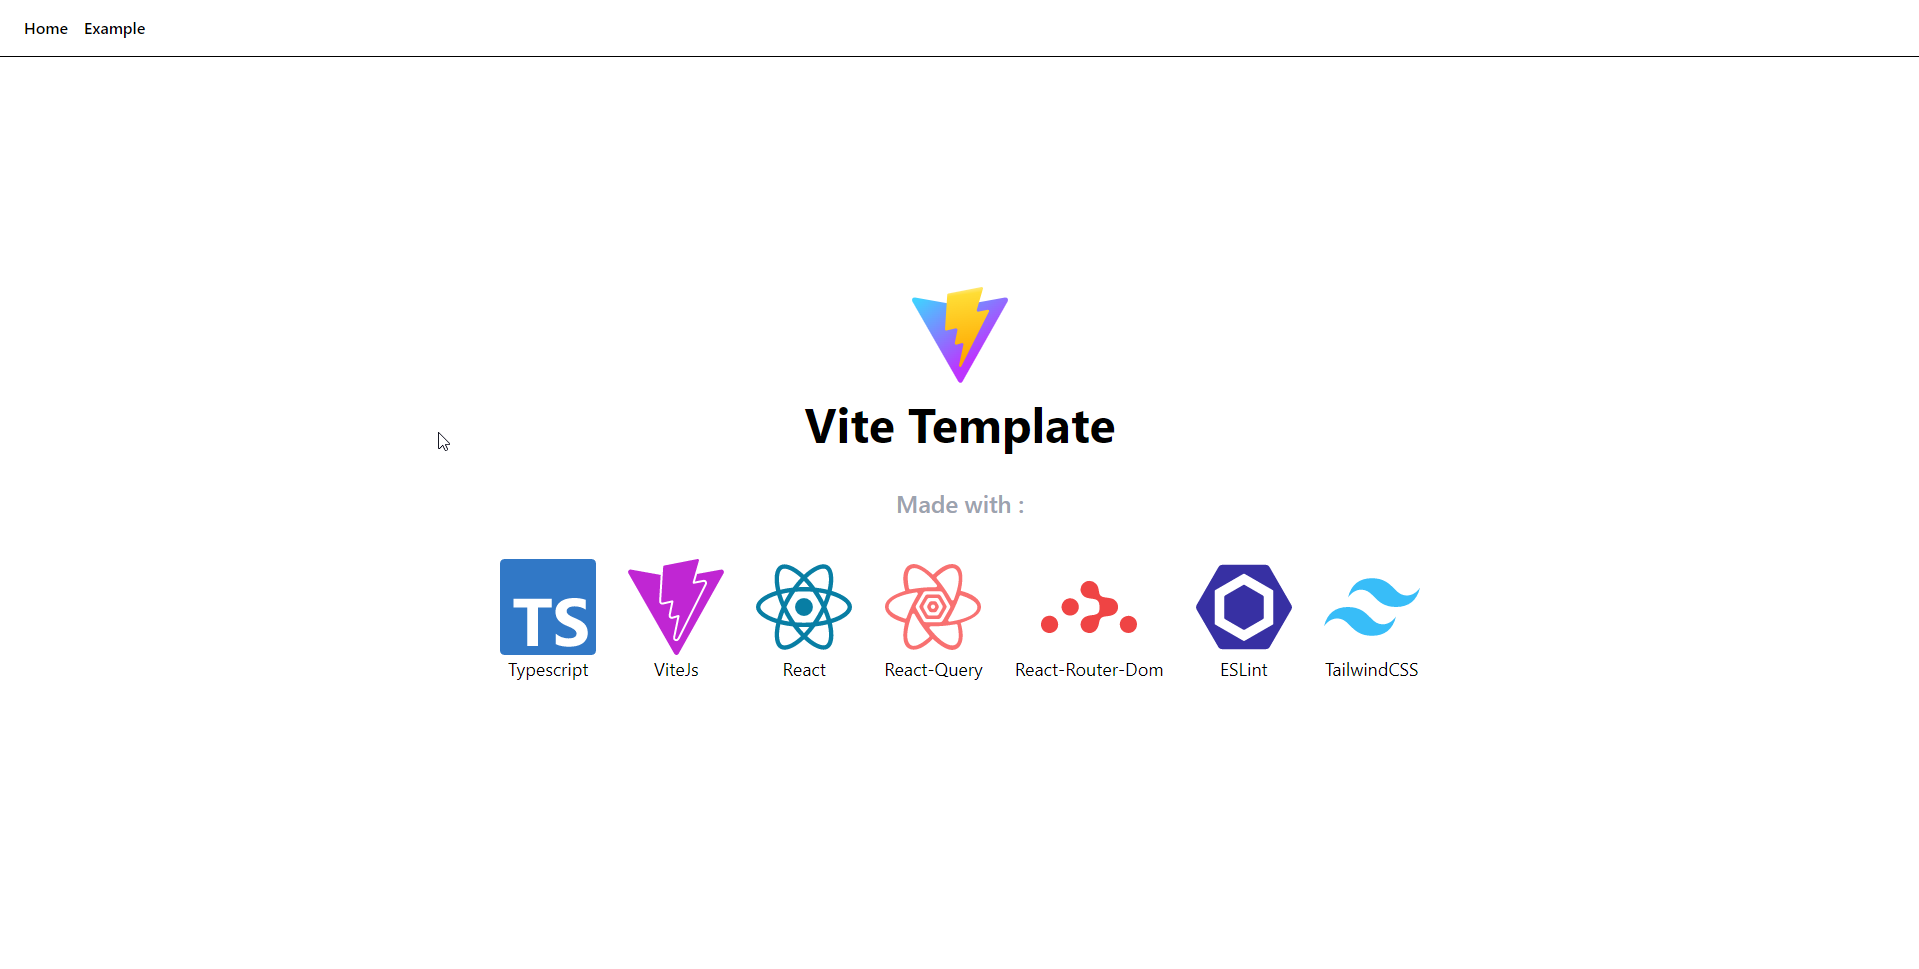 Home Example
Vite Template
Made with :
TS
Typescript ViteJs React React-Query React-Router-Dom ESLint TailwindCSS